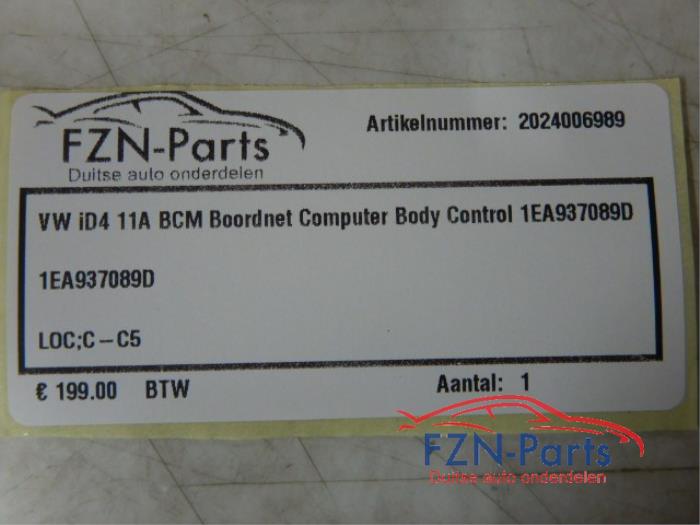 FZN-Parts
Duitse auto onderdelen
Artikelnummer: 2024006989
VW iD4 11A BCM Boordnet Computer Body Control 1EA937089D
1EA937089D
LOC;C-C5
€ 199.00 BTW
Aantal: 1
FZN-Parts
Duitse auto onderdelen